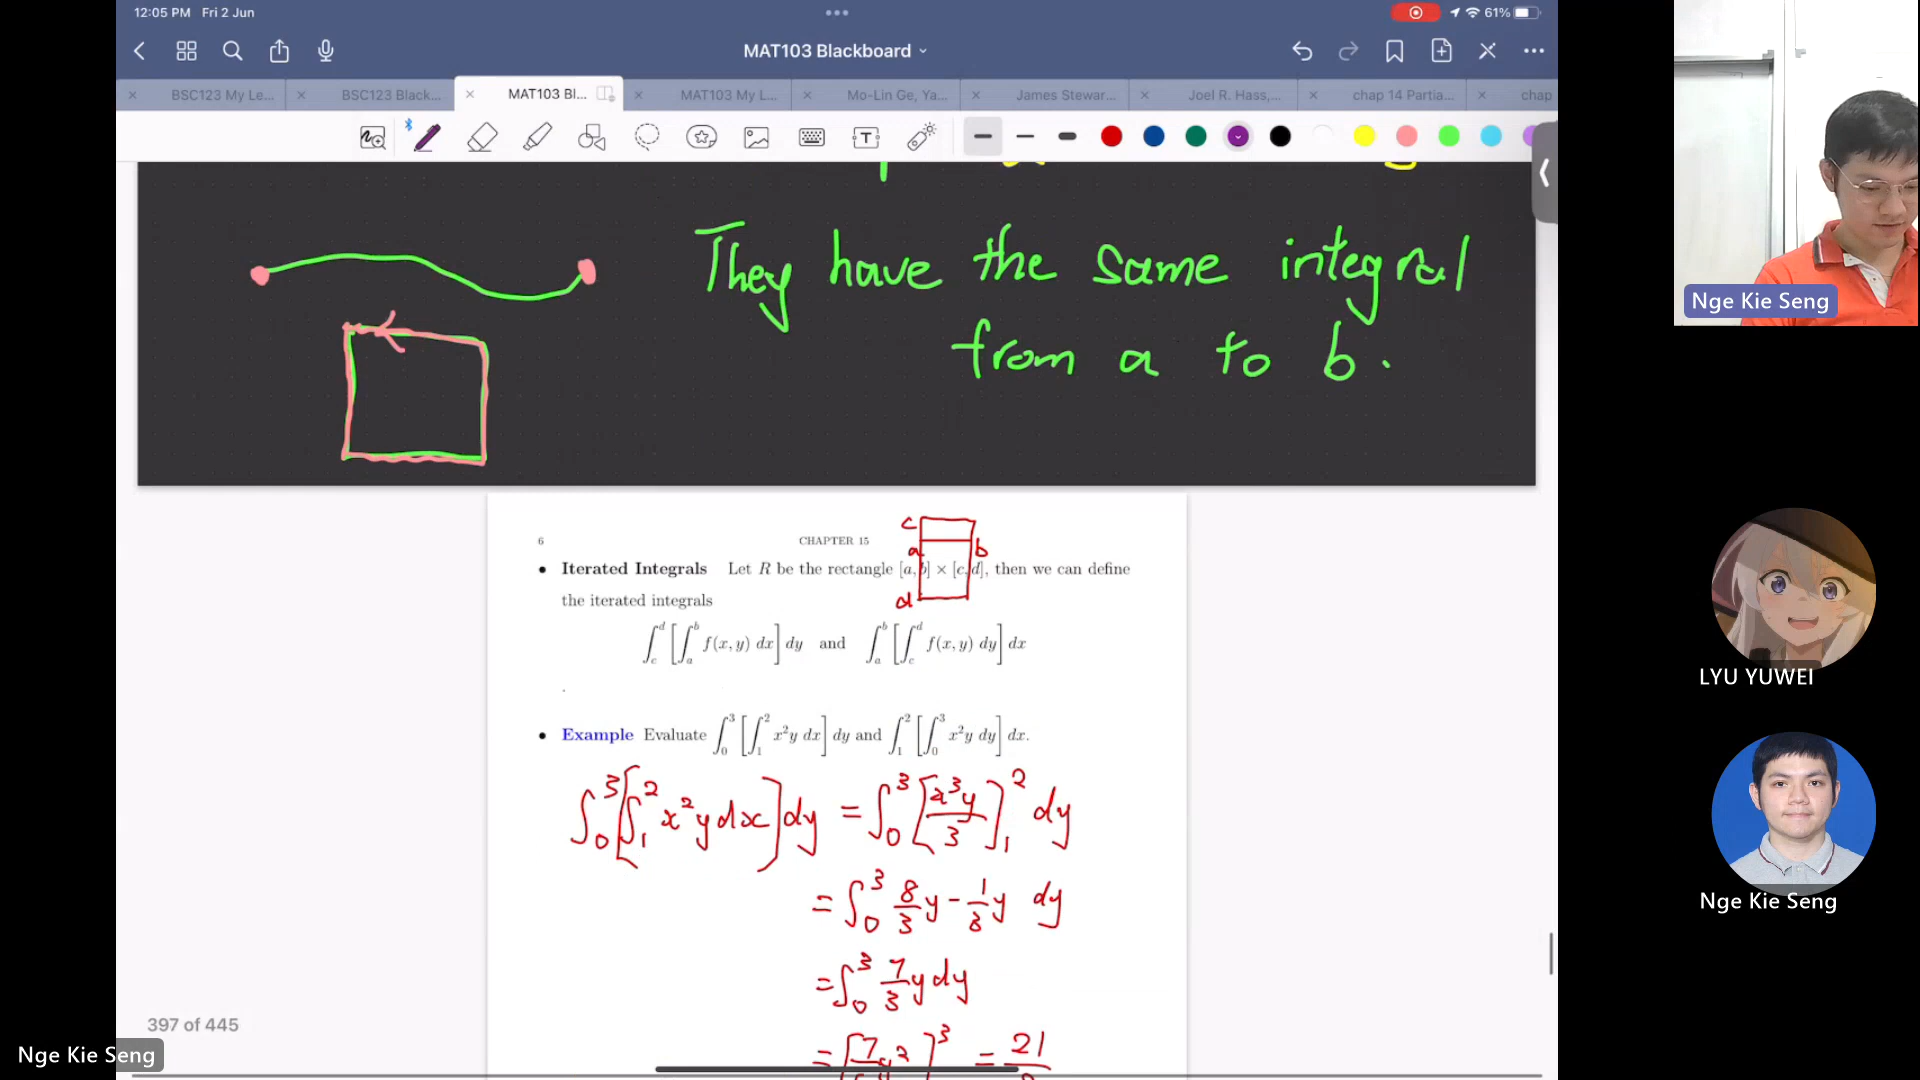 12:05 PM Fri 2 Jun
61%
MAT103 Blackboard
BSC123 My Le...
BSC123 Black...
MAT103 Bl...
MAT103 My L...
Mo-Lin Ge, Ya...
James Stewar...
Joel R. Hass,...
chap 14 Partia...
chap
They have the same integral
from a to b.
6
CHAPTER 15
c
a b
d
• Iterated Integrals Let R be the rectangle [a, b] × [c, d], then we can define
the iterated integrals
∫_c^d [∫_a^b f(x, y) dx] dy and ∫_a^b [∫_c^d f(x, y) dy] dx
.
• Example Evaluate ∫_0^3 [∫_1^2 x²y dx] dy and ∫_1^2 [∫_0^3 x²y dy] dx.
∫_0^3 [∫_1^2 x²y dx] dy = ∫_0^3 [x³y/3]_1^2 dy
= ∫_0^3 8/3 y - 1/3 y dy
= ∫_0^3 7/3 y dy
397 of 445
Nge Kie Seng
Nge Kie Seng
LYU YUWEI
Nge Kie Seng